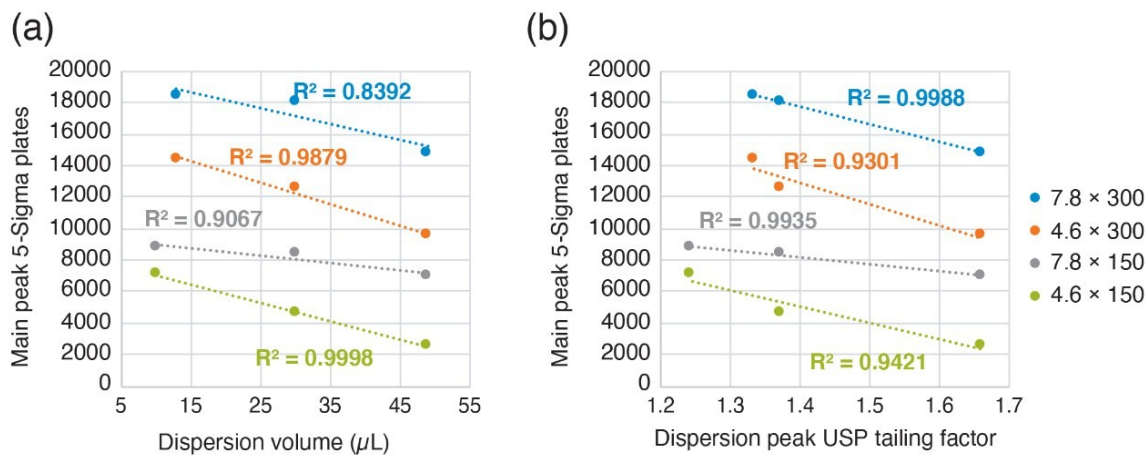 (a)
Main peak 5-Sigma plates
20000
18000
16000
14000
12000
10000
8000
6000
4000
2000
0
R² = 0.8392
R² = 0.9879
R² = 0.9067
R² = 0.9998
5
15
25
35
45
55
Dispersion volume (µL)
(b)
Main peak 5-Sigma plates
20000
18000
16000
14000
12000
10000
8000
6000
4000
2000
0
R² = 0.9988
R² = 0.9301
R² = 0.9935
R² = 0.9421
1.2
1.3
1.4
1.5
1.6
1.7
Dispersion peak USP tailing factor
7.8 × 300
4.6 × 300
7.8 × 150
4.6 × 150